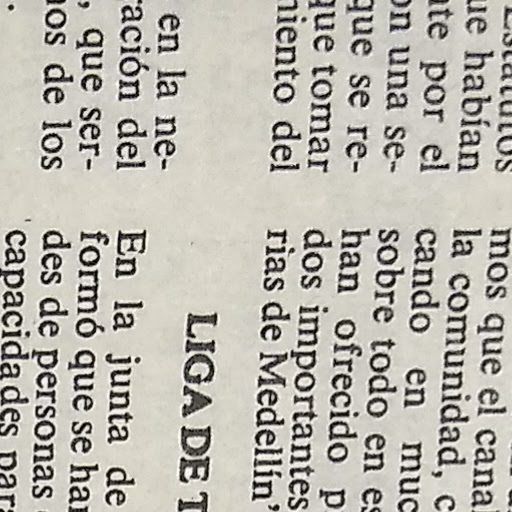 Estatutos
ue habían
nte por el
on una se-
que se re-
que tomar
miento del
en la ne-
ración del
, que ser-
nos de los
mos que el canal
la comunidad, c
cando en muc
sobre todo en es
han ofrecido p
dos importantes
rias de Medellín"
LIGA DE T
En la junta de
formó que se han
des de personas
capacidades para